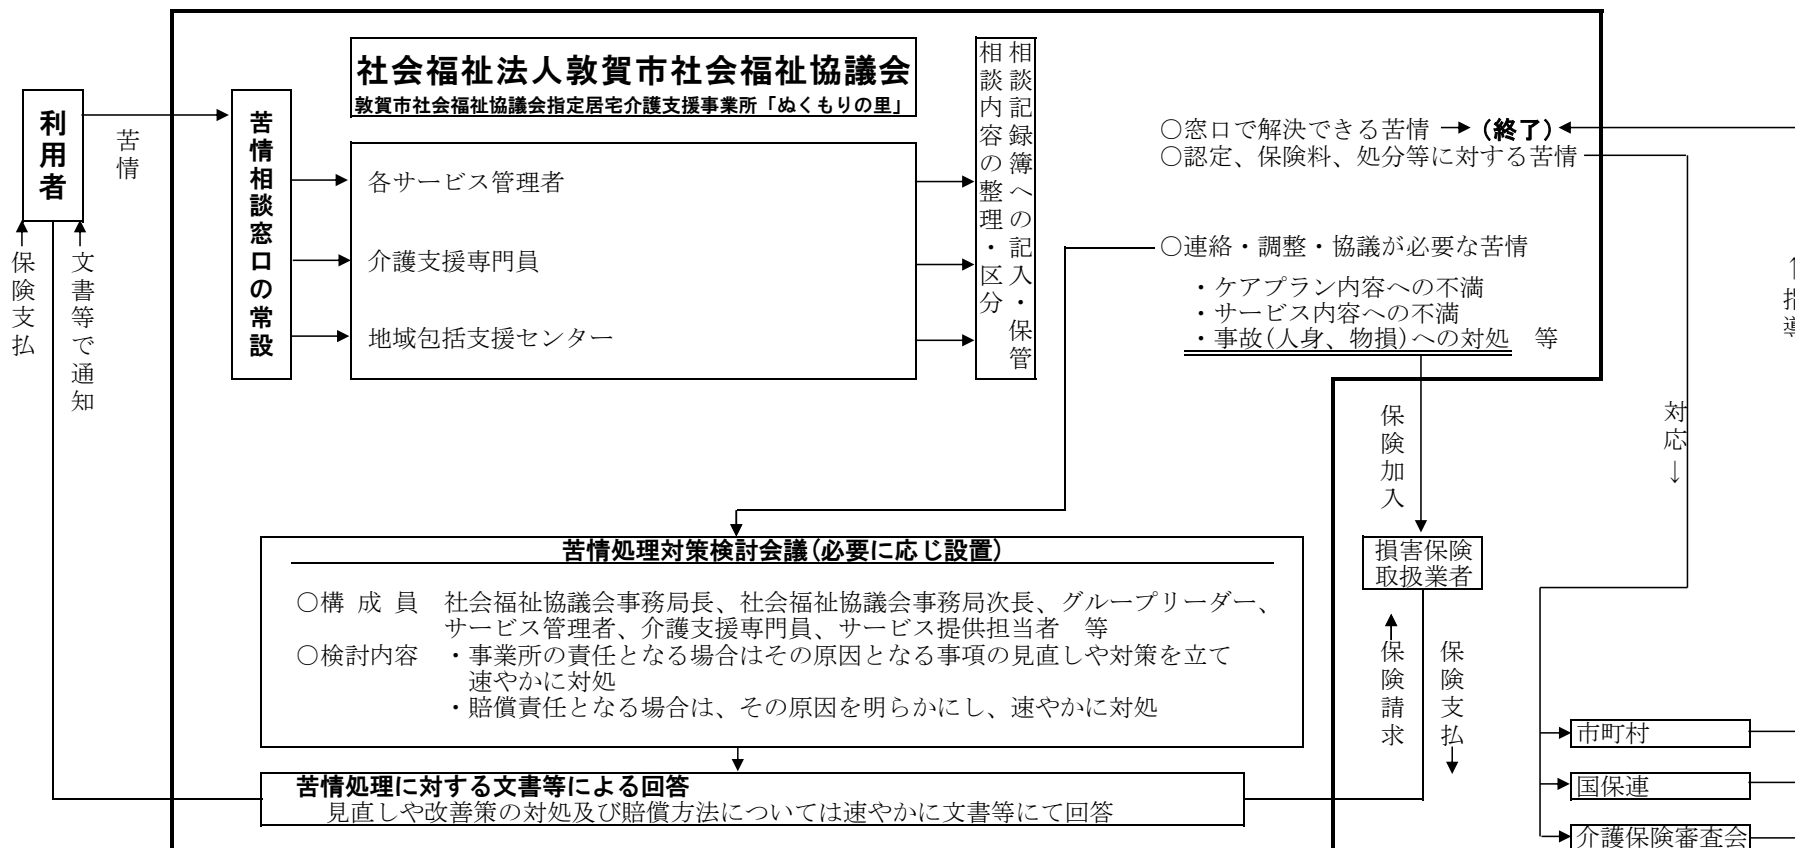 社会福祉法人敦賀市社会福祉協議会
敦賀市社会福祉協議会指定居宅介護支援事業所「ぬくもりの里」
利用者
苦情
保険支払
文書等で通知
苦情相談窓口の常設
各サービス管理者
介護支援専門員
地域包括支援センター
相談記録簿への記入・保管
相談内容の整理・区分
○窓口で解決できる苦情→(終了)
○認定、保険料、処分等に対する苦情
○連絡・調整・協議が必要な苦情
・ケアプラン内容への不満
・サービス内容への不満
・事故(人身、物損)への対処 等
↑指導
対応↓
保険加入
損害保険
取扱業者
保険請求
保険支払
苦情処理対策検討会議(必要に応じ設置)
○構成員 社会福祉協議会事務局長、社会福祉協議会事務局次長、グループリーダー、
サービス管理者、介護支援専門員、サービス提供担当者 等
○検討内容 ・事業所の責任となる場合はその原因となる事項の見直しや対策を立て
速やかに対処
・賠償責任となる場合は、その原因を明らかにし、速やかに対処
苦情処理に対する文書等による回答
見直しや改善策の対処及び賠償方法については速やかに文書等にて回答
市町村
国保連
介護保険審査会